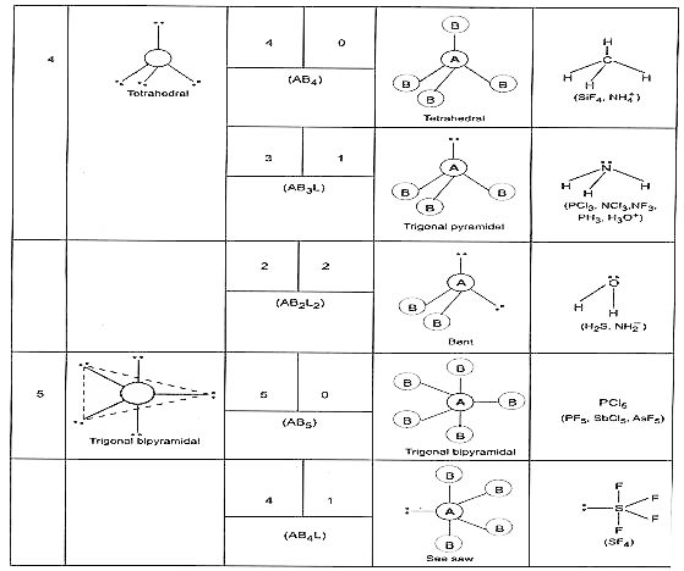 4
Tetrahedral
4 0
(AB₄)
B
A
B
B
B
Tetrahedral
H
C
H
H
H
(SiF₄, NH₄⁺)
3 1
(AB₃L)
A
B
B
B
Trigonal pyramidel
N
H
H
H
(PCl₃, NCl₃,NF₃,
PH₃, H₃O⁺)
2 2
(AB₂L₂)
A
B
B
Bent
O
H
H
(H₂S, NH₂⁻)
5
Trigonal bipyramidal
5 0
(AB₅)
B
B
A
B
B
B
Trigonal bipyramidal
PCl₅
(PF₅, SbCl₅, AsF₅)
4 1
(AB₄L)
B
B
A
B
B
See saw
F
F
S
F
F
(SF₄)